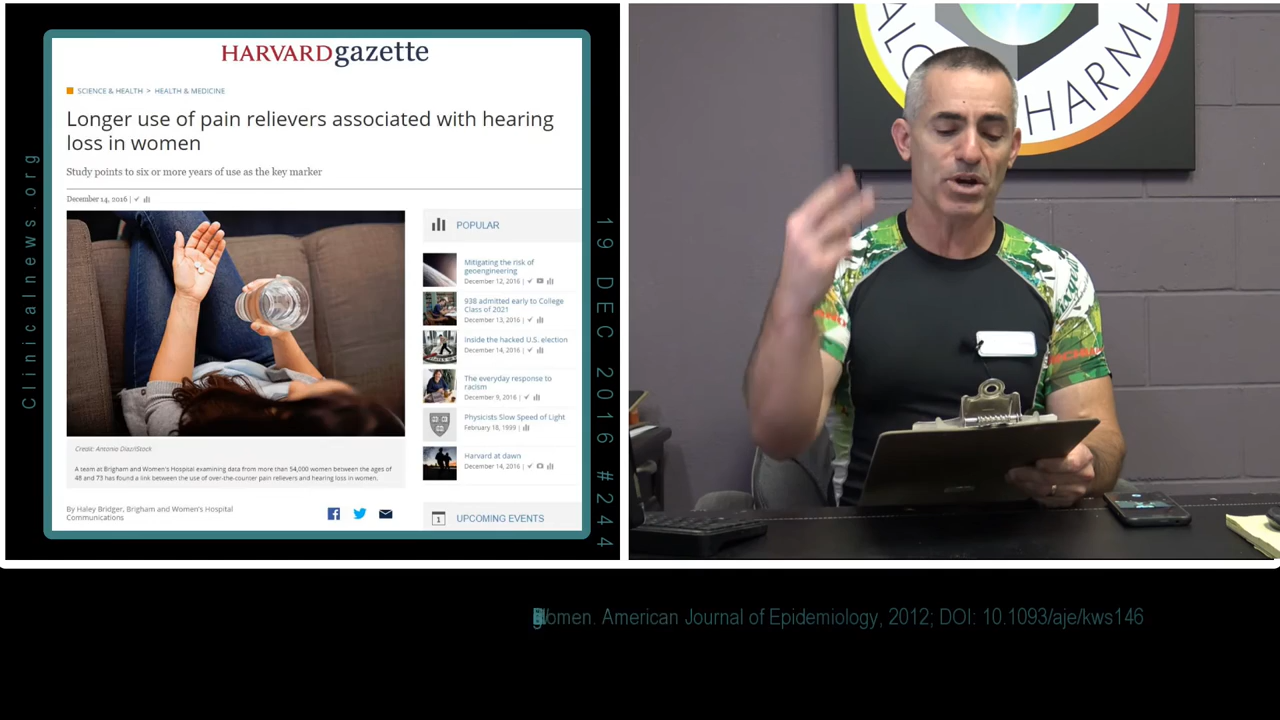 Clinicalnews.org
HARVARDgazette
SCIENCE & HEALTH > HEALTH & MEDICINE
Longer use of pain relievers associated with hearing
loss in women
Study points to six or more years of use as the key marker
December 14, 2016 |
Credit: Antonio Diaz/iStock
A team at Brigham and Women's Hospital examining data from more than 54,000 women between the ages of
48 and 73 has found a link between the use of over-the-counter pain relievers and hearing loss in women.
By Haley Bridger, Brigham and Women's Hospital
Communications
POPULAR
Mitigating the risk of
geoengineering
December 12, 2016 |
938 admitted early to College
Class of 2021
December 13, 2016 |
Inside the hacked U.S. election
December 14, 2016 |
The everyday response to
racism
December 9, 2016 |
Physicists Slow Speed of Light
February 18, 1999 |
Harvard at dawn
December 14, 2016 |
1 UPCOMING EVENTS
19 DEC 2016 #244
ALO
HARM
omen. American Journal of Epidemiology, 2012; DOI: 10.1093/aje/kws146